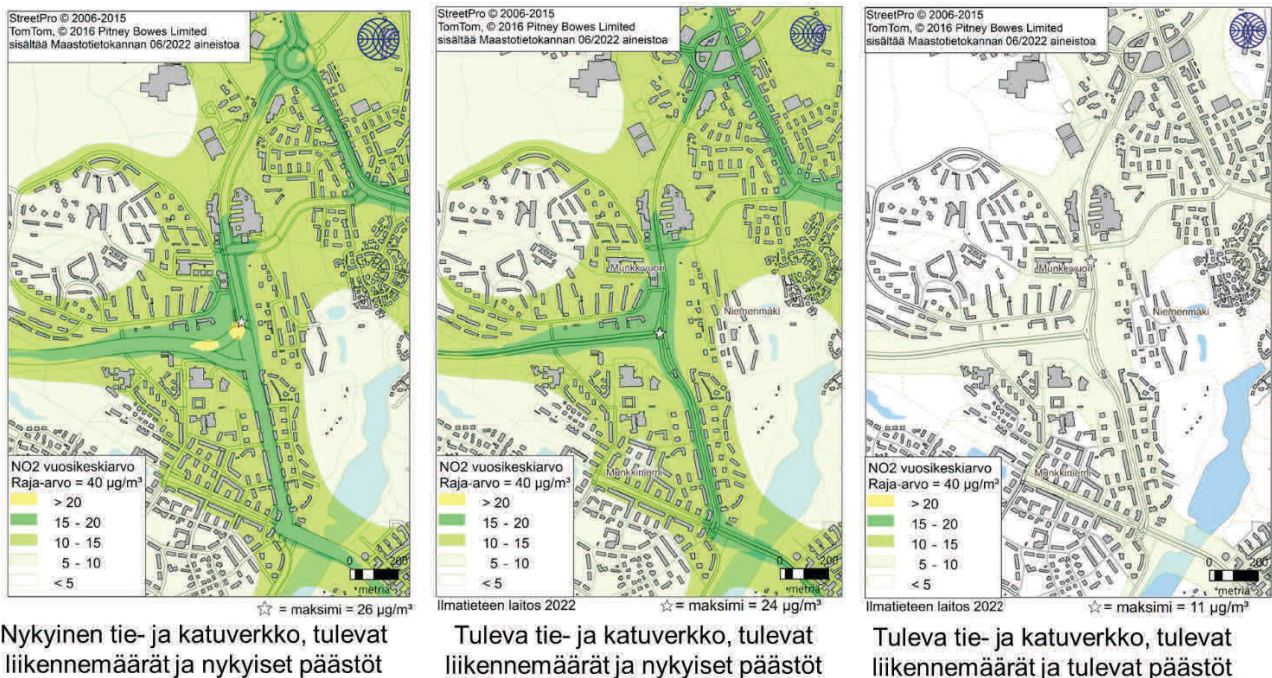 StreetPro © 2006-2015
TomTom, © 2016 Pitney Bowes Limited
sisältää Maastotietokannan 06/2022 aineistoa
NO2 vuosikeskiarvo
Raja-arvo = 40 µg/m³
> 20
15 - 20
10 - 15
5 - 10
< 5
0 200
metriä
☆ = maksimi = 26 µg/m³
Nykyinen tie- ja katuverkko, tulevat
liikennemäärät ja nykyiset päästöt
StreetPro © 2006-2015
TomTom, © 2016 Pitney Bowes Limited
sisältää Maastotietokannan 06/2022 aineistoa
Munkkivuori
Niemenmäki
Munkkiniemi
NO2 vuosikeskiarvo
Raja-arvo = 40 µg/m³
> 20
15 - 20
10 - 15
5 - 10
< 5
0 200
metriä
Ilmatieteen laitos 2022
☆ = maksimi = 24 µg/m³
Tuleva tie- ja katuverkko, tulevat
liikennemäärät ja nykyiset päästöt
StreetPro © 2006-2015
TomTom, © 2016 Pitney Bowes Limited
sisältää Maastotietokannan 06/2022 aineistoa
Munkkivuori
Niemenmäki
Munkkiniemi
NO2 vuosikeskiarvo
Raja-arvo = 40 µg/m³
> 20
15 - 20
10 - 15
5 - 10
< 5
0 200
metriä
Ilmatieteen laitos 2022
☆ = maksimi = 11 µg/m³
Tuleva tie- ja katuverkko, tulevat
liikennemäärät ja tulevat päästöt